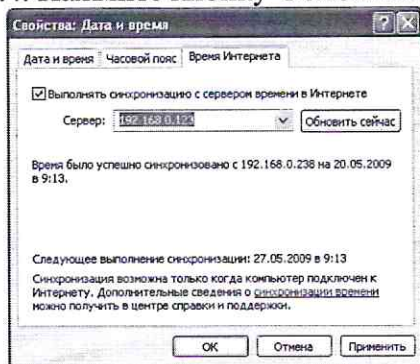 Свойства: Дата и время
Дата и время Часовой пояс Время Интернета
Выполнять синхронизацию с сервером времени в Интернете
Сервер: 192.168.0.123 Обновить сейчас
Время было успешно синхронизовано с 192.168.0.238 на 20.05.2009
в 9:13.
Следующее выполнение синхронизации: 27.05.2009 в 9:13
Синхронизация возможна только когда компьютер подключен к
Интернету. Дополнительные сведения о синхронизации времени
можно получить в центре справки и поддержки.
ОК Отмена Применить